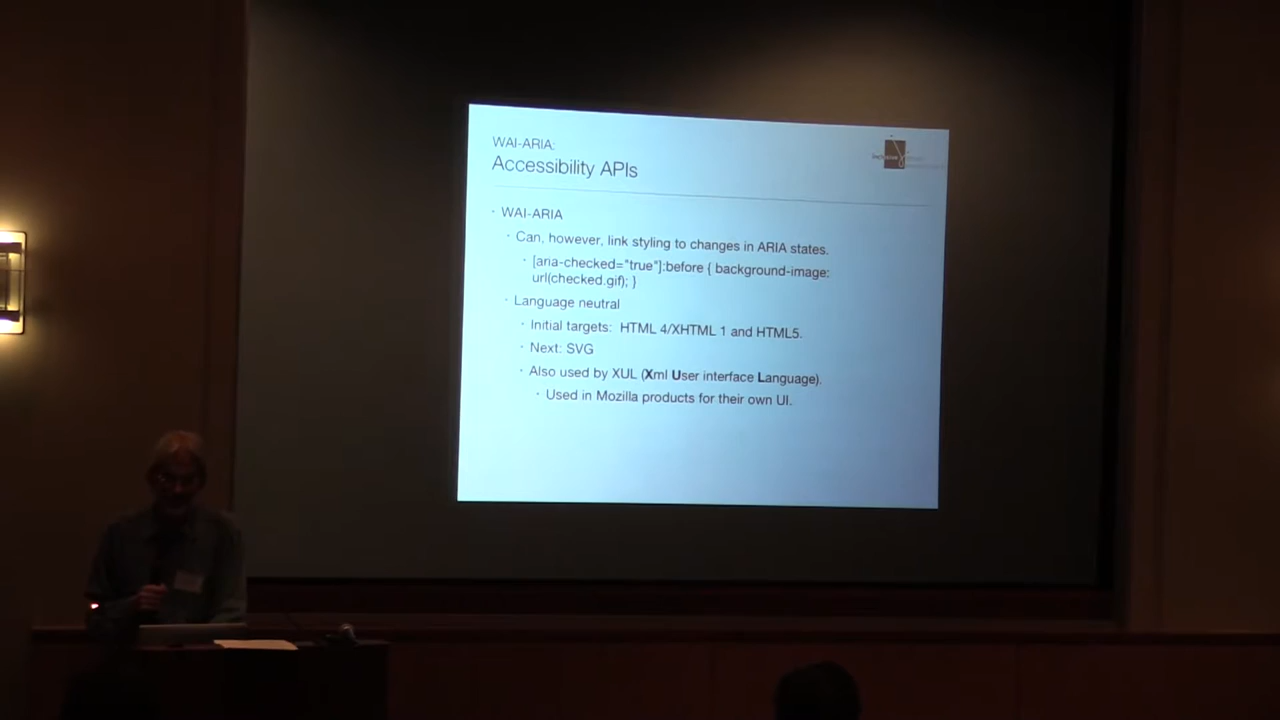 WAI-ARIA:
Accessibility APIs
Inclusive
· WAI-ARIA
· Can, however, link styling to changes in ARIA states.
· [aria-checked="true"]:before { background-image:
url(checked.gif); }
· Language neutral
· Initial targets: HTML 4/XHTML 1 and HTML5.
· Next: SVG
· Also used by XUL (Xml User interface Language).
· Used in Mozilla products for their own UI.